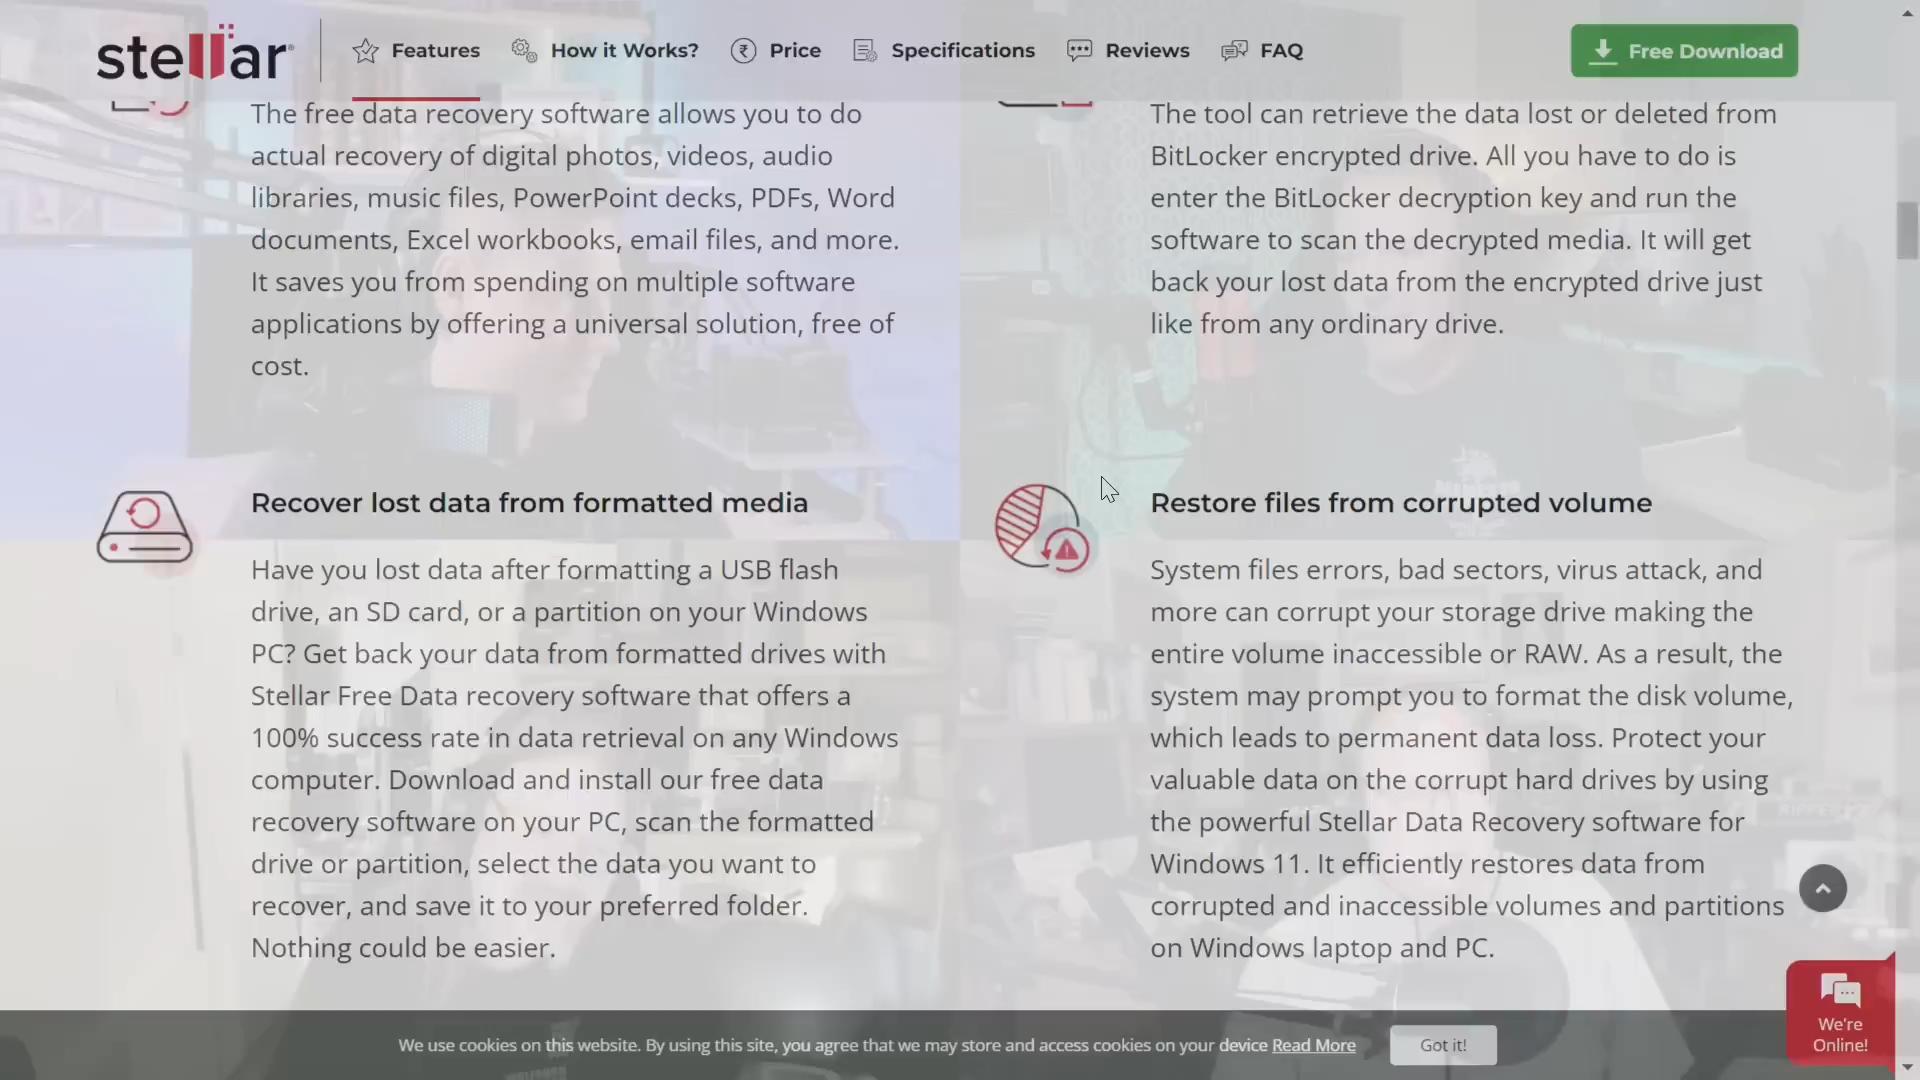 stellar
Features
How it Works?
Price
Specifications
Reviews
FAQ
Free Download
The free data recovery software allows you to do
actual recovery of digital photos, videos, audio
libraries, music files, PowerPoint decks, PDFs, Word
documents, Excel workbooks, email files, and more.
It saves you from spending on multiple software
applications by offering a universal solution, free of
cost.
The tool can retrieve the data lost or deleted from
BitLocker encrypted drive. All you have to do is
enter the BitLocker decryption key and run the
software to scan the decrypted media. It will get
back your lost data from the encrypted drive just
like from any ordinary drive.
Recover lost data from formatted media
Have you lost data after formatting a USB flash
drive, an SD card, or a partition on your Windows
PC? Get back your data from formatted drives with
Stellar Free Data recovery software that offers a
100% success rate in data retrieval on any Windows
computer. Download and install our free data
recovery software on your PC, scan the formatted
drive or partition, select the data you want to
recover, and save it to your preferred folder.
Nothing could be easier.
Restore files from corrupted volume
System files errors, bad sectors, virus attack, and
more can corrupt your storage drive making the
entire volume inaccessible or RAW. As a result, the
system may prompt you to format the disk volume,
which leads to permanent data loss. Protect your
valuable data on the corrupt hard drives by using
the powerful Stellar Data Recovery software for
Windows 11. It efficiently restores data from
corrupted and inaccessible volumes and partitions
on Windows laptop and PC.
We use cookies on this website. By using this site, you agree that we may store and access cookies on your device Read More
Got it!
We're
Online!